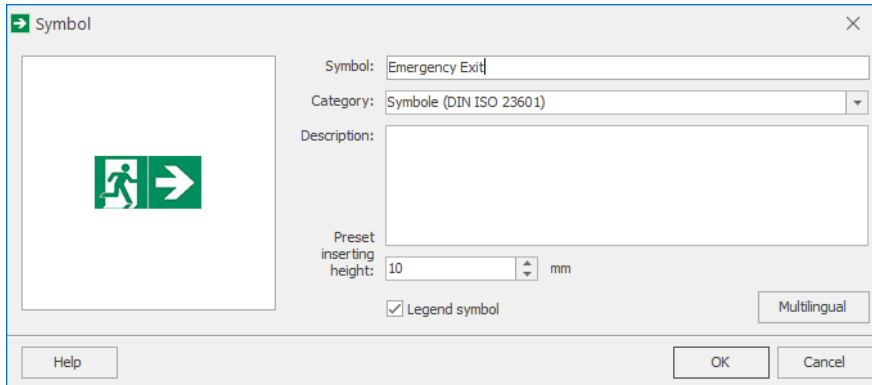 Symbol
Symbol: Emergency Exit
Category: Symbole (DIN ISO 23601)
Description:
Preset
inserting
height: 10 mm
Legend symbol
Multilingual
Help OK Cancel